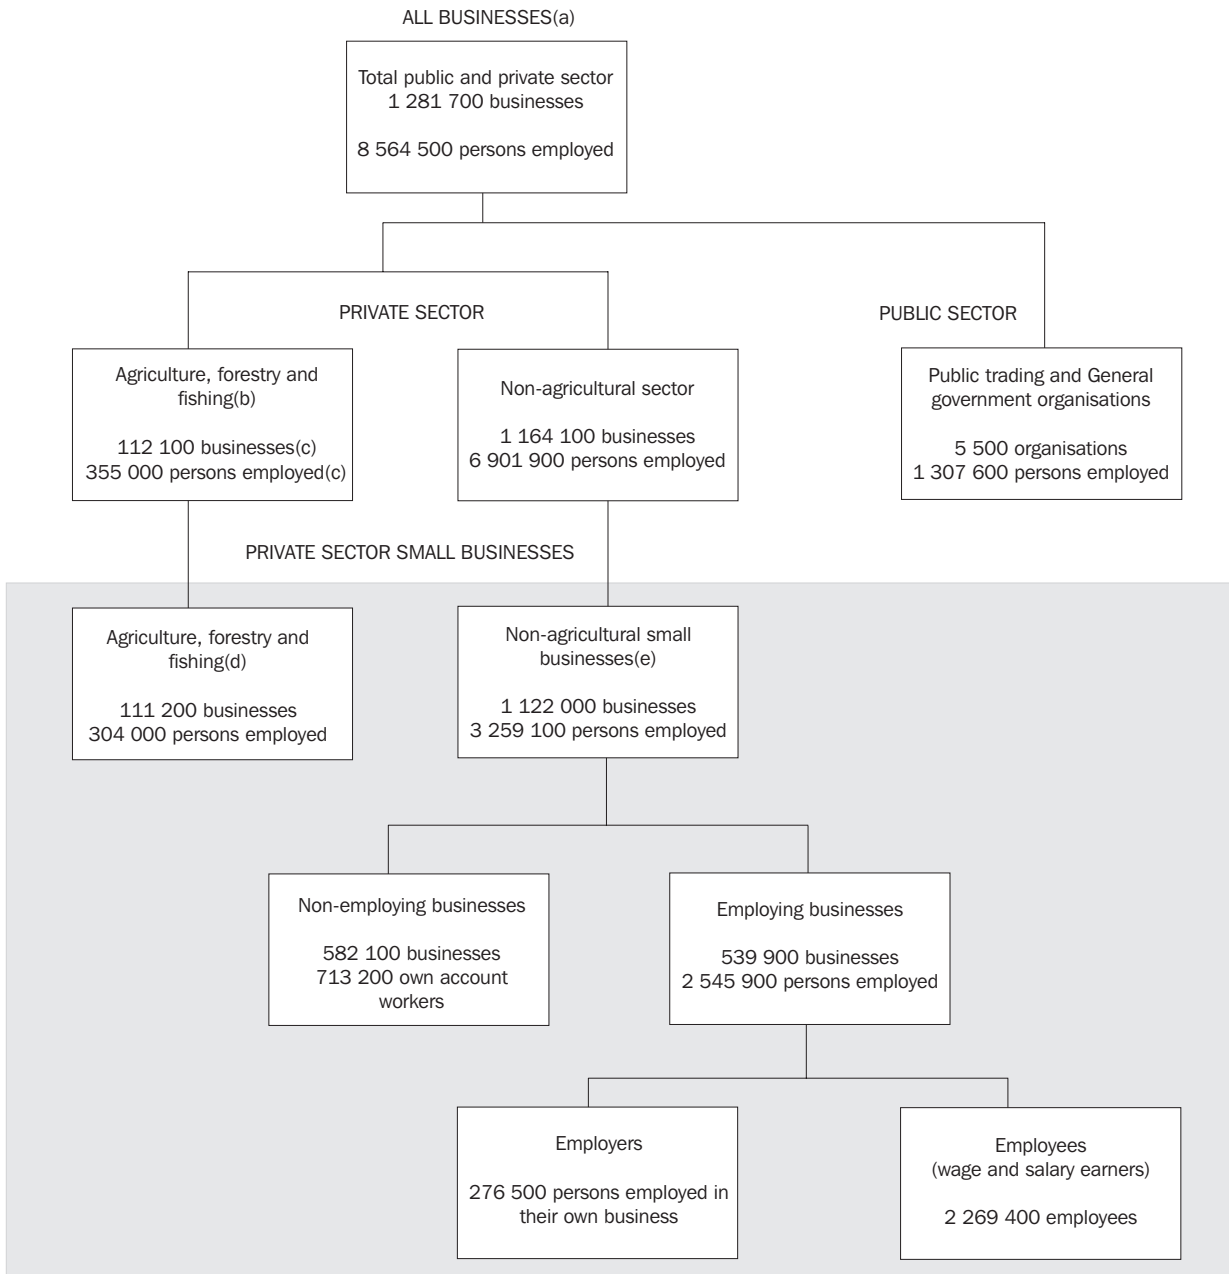 ALL BUSINESSES(a)
Total public and private sector
1 281 700 businesses
8 564 500 persons employed
PRIVATE SECTOR
PUBLIC SECTOR
Agriculture, forestry and
fishing(b)
112 100 businesses(c)
355 000 persons employed(c)
Non-agricultural sector
1 164 100 businesses
6 901 900 persons employed
Public trading and General
government organisations
5 500 organisations
1 307 600 persons employed
PRIVATE SECTOR SMALL BUSINESSES
Agriculture, forestry and
fishing(d)
111 200 businesses
304 000 persons employed
Non-agricultural small
businesses(e)
1 122 000 businesses
3 259 100 persons employed
Non-employing businesses
582 100 businesses
713 200 own account
workers
Employing businesses
539 900 businesses
2 545 900 persons employed
Employers
276 500 persons employed in
their own business
Employees
(wage and salary earners)
2 269 400 employees